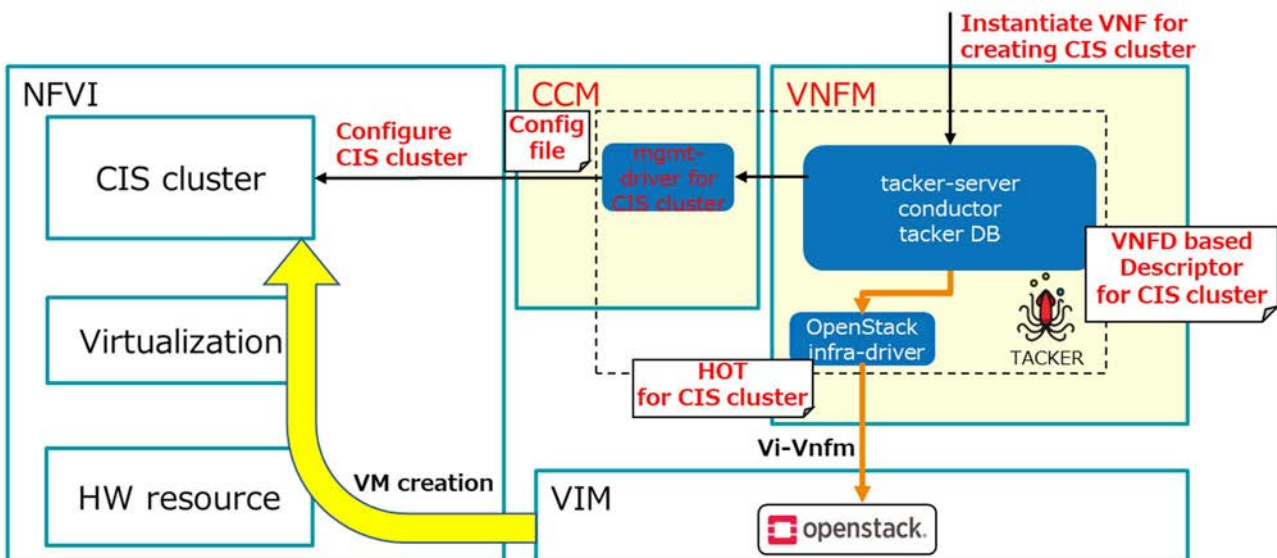 Instantiate VNF for
creating CIS cluster
NFVI
CCM
VNFM
Config
file
Configure
CIS cluster
CIS cluster
mgmt-
driver for
CIS cluster
tacker-server
conductor
tacker DB
VNFD based
Descriptor
for CIS cluster
Virtualization
OpenStack
infra-driver
TACKER
HOT
for CIS cluster
Vi-Vnfm
HW resource
VM creation
VIM
openstack.